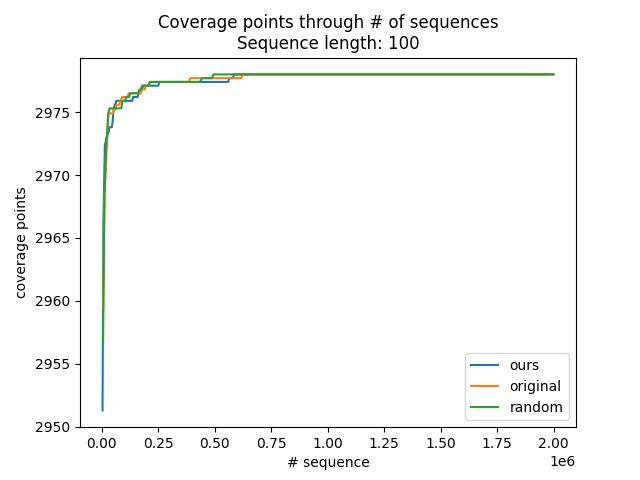 Coverage points through # of sequences
Sequence length: 100
coverage points
2975
2970
2965
2960
2955
2950
0.00 0.25 0.50 0.75 1.00 1.25 1.50 1.75 2.00
1e6
# sequence
ours
original
random